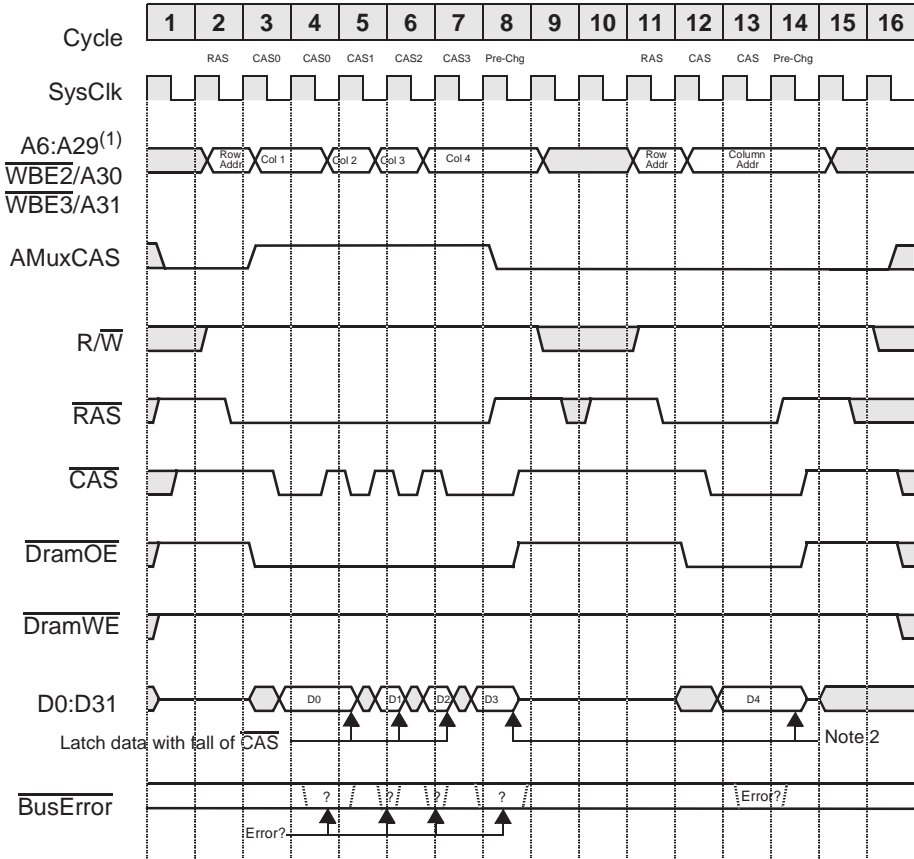 Cycle 1 2 3 4 5 6 7 8 9 10 11 12 13 14 15 16
RAS CAS0 CAS0 CAS1 CAS2 CAS3 Pre-Chg RAS CAS CAS Pre-Chg
SysClk
A6:A29(1)
WBE2/A30
WBE3/A31
Row Addr Col 1 Col 2 Col 3 Col 4 Row Addr Column Addr
AMuxCAS
R/W
RAS
CAS
DramOE
DramWE
D0:D31 D0 D1 D2 D3 D4
Latch data with fall of CAS Note 2
BusError ? ? ? ? Error?
Error?